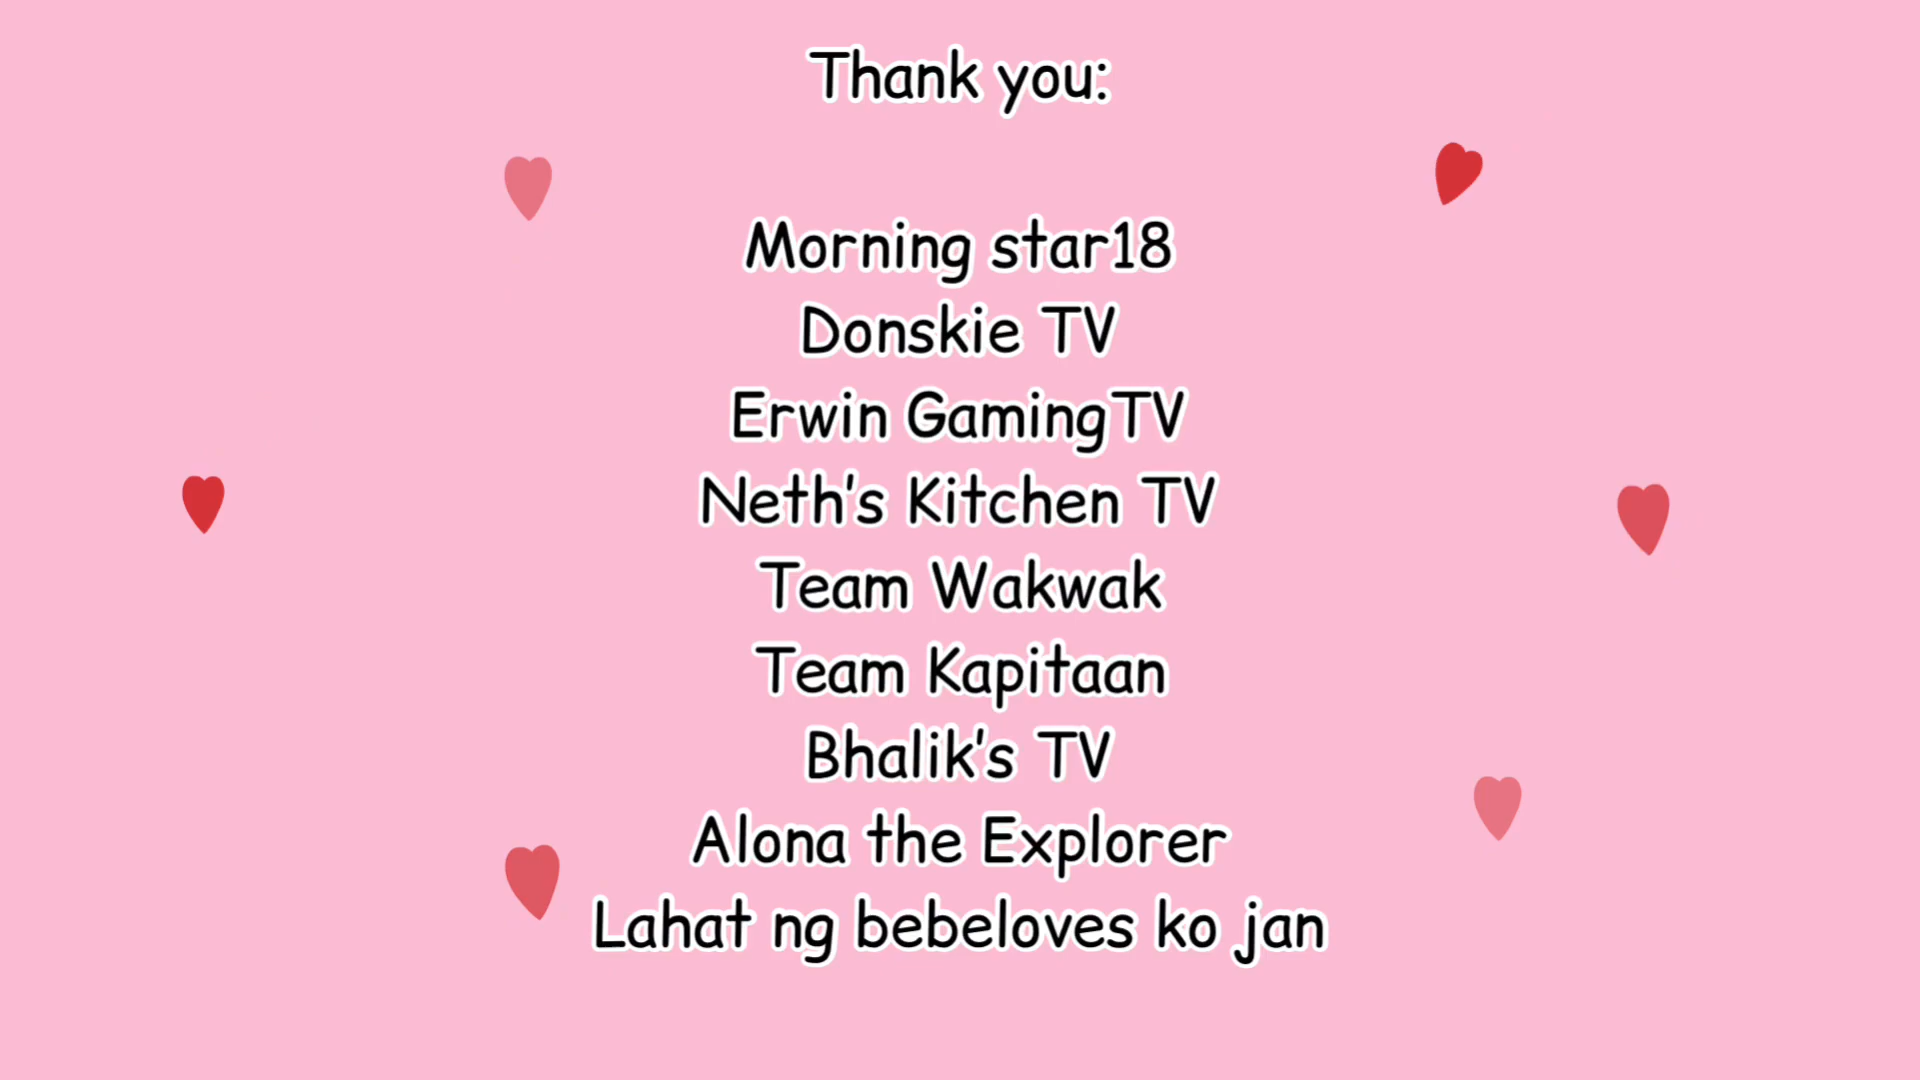 Thank you:
Morning star18
Donskie TV
Erwin GamingTV
Neth's Kitchen TV
Team Wakwak
Team Kapitaan
Bhalik's TV
Alona the Explorer
Lahat ng bebeloves ko jan